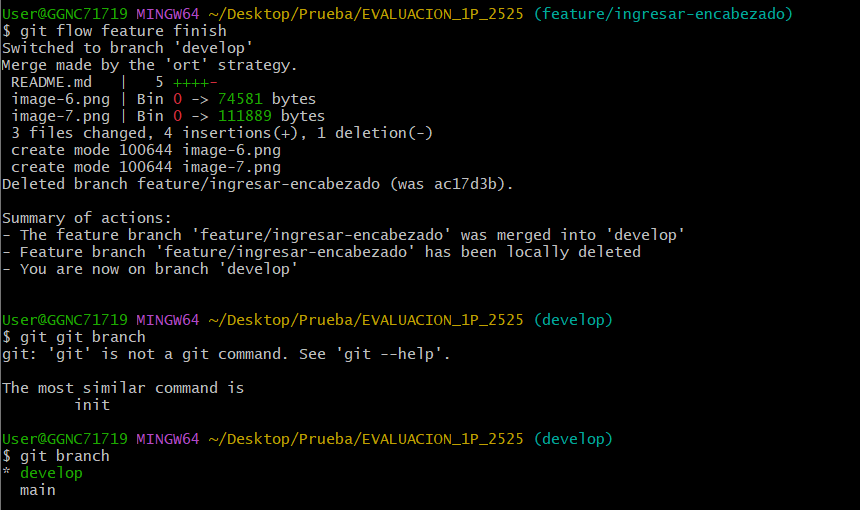 User@GGNC71719 MINGW64 ~/Desktop/Prueba/EVALUACION_1P_2525 (feature/ingresar-encabezado)
$ git flow feature finish
Switched to branch 'develop'
Merge made by the 'ort' strategy.
 README.md   |   5 ++++-
 image-6.png | Bin 0 -> 74581 bytes
 image-7.png | Bin 0 -> 111889 bytes
 3 files changed, 4 insertions(+), 1 deletion(-)
 create mode 100644 image-6.png
 create mode 100644 image-7.png
Deleted branch feature/ingresar-encabezado (was ac17d3b).

Summary of actions:
- The feature branch 'feature/ingresar-encabezado' was merged into 'develop'
- Feature branch 'feature/ingresar-encabezado' has been locally deleted
- You are now on branch 'develop'

User@GGNC71719 MINGW64 ~/Desktop/Prueba/EVALUACION_1P_2525 (develop)
$ git git branch
git: 'git' is not a git command. See 'git --help'.

The most similar command is
        init

User@GGNC71719 MINGW64 ~/Desktop/Prueba/EVALUACION_1P_2525 (develop)
$ git branch
* develop
  main